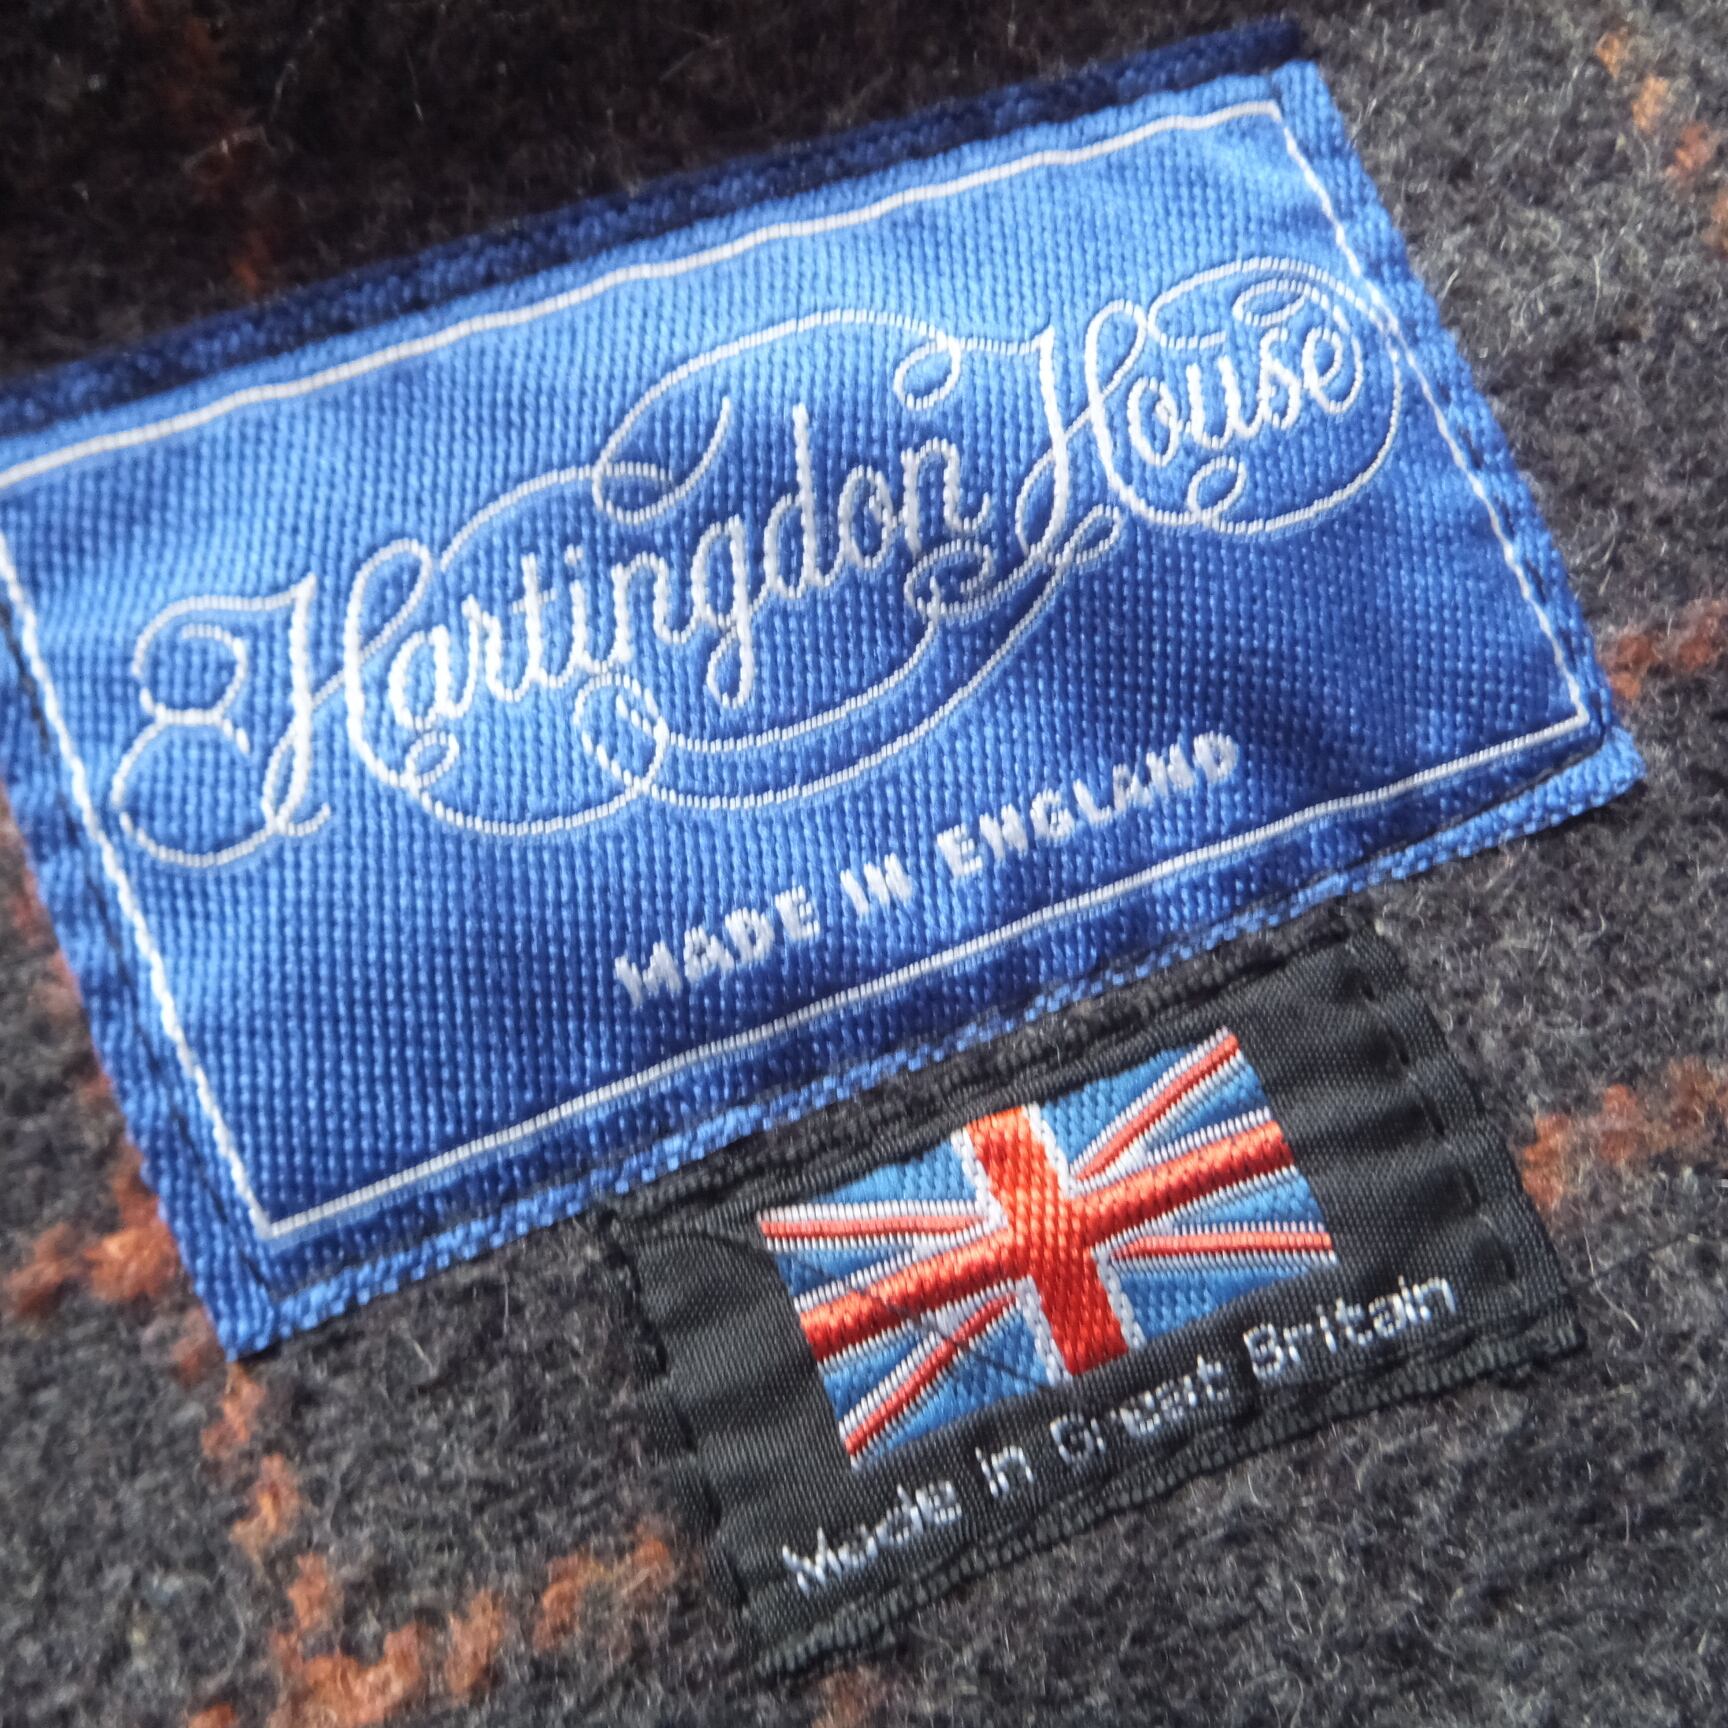 Hartingdon House
MADE IN ENGLAND
Made in Great Britain